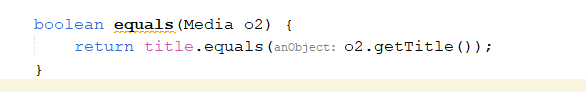 boolean equals(Media o2) {
return title.equals(anObject: o2.getTitle());
}